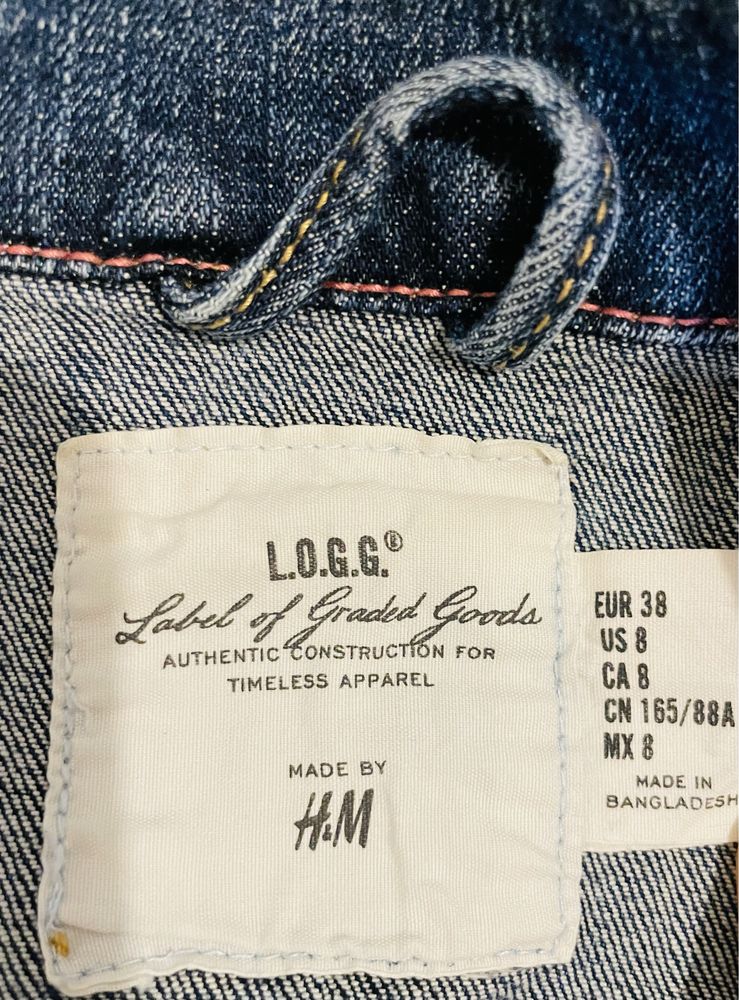 L.O.G.G.®
Label of Graded Goods
AUTHENTIC CONSTRUCTION FOR
TIMELESS APPAREL
MADE BY
H&M
EUR 38
US 8
CA 8
CN 165/88A
MX 8
MADE IN
BANGLADESH